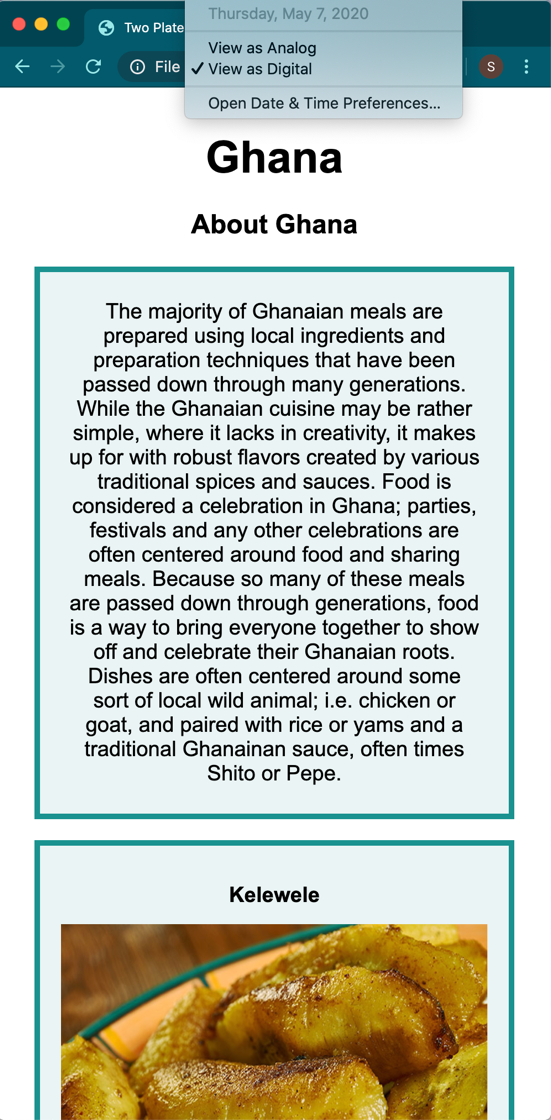 Thursday, May 7, 2020
Two Plate
View as Analog
File
✓ View as Digital
S
Open Date & Time Preferences...
Ghana
About Ghana
The majority of Ghanaian meals are
prepared using local ingredients and
preparation techniques that have been
passed down through many generations.
While the Ghanaian cuisine may be rather
simple, where it lacks in creativity, it makes
up for with robust flavors created by various
traditional spices and sauces. Food is
considered a celebration in Ghana; parties,
festivals and any other celebrations are
often centered around food and sharing
meals. Because so many of these meals
are passed down through generations, food
is a way to bring everyone together to show
off and celebrate their Ghanaian roots.
Dishes are often centered around some
sort of local wild animal; i.e. chicken or
goat, and paired with rice or yams and a
traditional Ghanainan sauce, often times
Shito or Pepe.
Kelewele